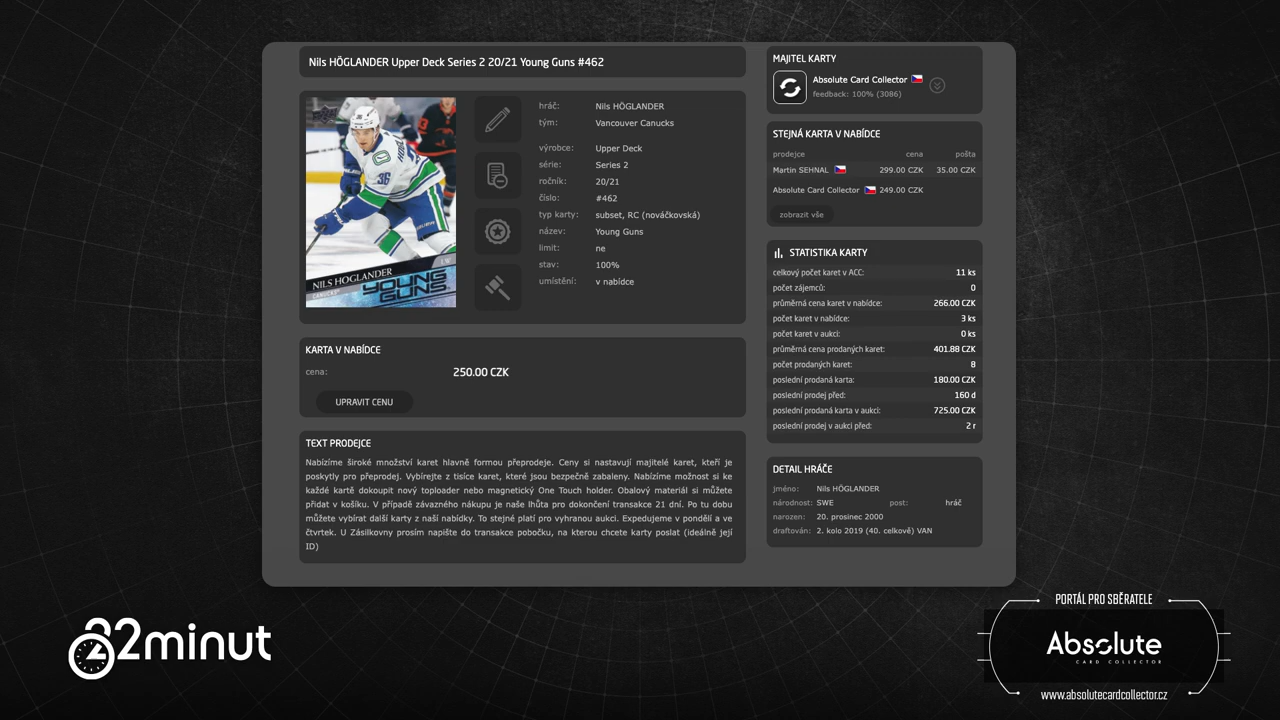 Nils HÖGLANDER Upper Deck Series 2 20/21 Young Guns #462
36
NILS HOGLANDER
LW
CANUCKS
YOUNG
GUNS
hráč: Nils HÖGLANDER
tým: Vancouver Canucks
výrobce: Upper Deck
série: Series 2
ročník: 20/21
číslo: #462
typ karty: subset, RC (nováčkovská)
název: Young Guns
limit: ne
stav: 100%
umístění: v nabídce
KARTA V NABÍDCE
cena: 250.00 CZK
UPRAVIT CENU
TEXT PRODEJCE
Nabízíme široké množství karet hlavně formou přeprodeje. Ceny si nastavují majitelé karet, kteří je
poskytly pro přeprodej. Vybírejte z tisíce karet, které jsou bezpečně zabaleny. Nabízíme možnost si ke
každé kartě dokoupit nový toploader nebo magnetický One Touch holder. Obalový materiál si můžete
přidat v košíku. V případě závazného nákupu je naše lhůta pro dokončení transakce 21 dní. Po tu dobu
můžete vybírat další karty z naší nabídky. To stejné platí pro vyhranou aukci. Expedujeme v pondělí a ve
čtvrtek. U Zásilkovny prosím napište do transakce pobočku, na kterou chcete karty poslat (ideálně její
ID)
MAJITEL KARTY
Absolute Card Collector
feedback: 100% (3086)
STEJNÁ KARTA V NABÍDCE
prodejce cena pošta
Martin SEHNAL 299.00 CZK 35.00 CZK
Absolute Card Collector 249.00 CZK
zobrazit vše
STATISTIKA KARTY
celkový počet karet v ACC: 11 ks
počet zájemců: 0
průměrná cena karet v nabídce: 266.00 CZK
počet karet v nabídce: 3 ks
počet karet v aukci: 0 ks
průměrná cena prodaných karet: 401.88 CZK
počet prodaných karet: 8
poslední prodaná karta: 180.00 CZK
poslední prodej před: 160 d
poslední prodaná karta v aukci: 725.00 CZK
poslední prodej v aukci před: 2 r
DETAIL HRÁČE
jméno: Nils HÖGLANDER
národnost: SWE post: hráč
narozen: 20. prosinec 2000
draftován: 2. kolo 2019 (40. celkově) VAN
22minut
PORTÁL PRO SBĚRATELE
Absolute
CARD COLLECTOR
www.absolutecardcollector.cz